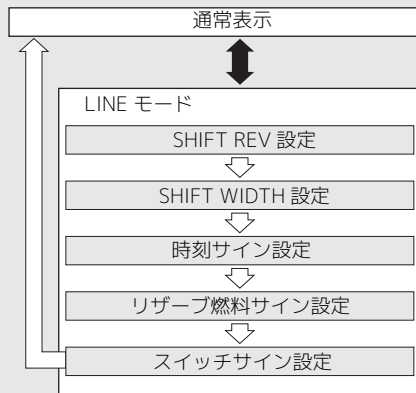 通常表示
LINE モード
SHIFT REV 設定
SHIFT WIDTH 設定
時刻サイン設定
リザーブ燃料サイン設定
スイッチサイン設定